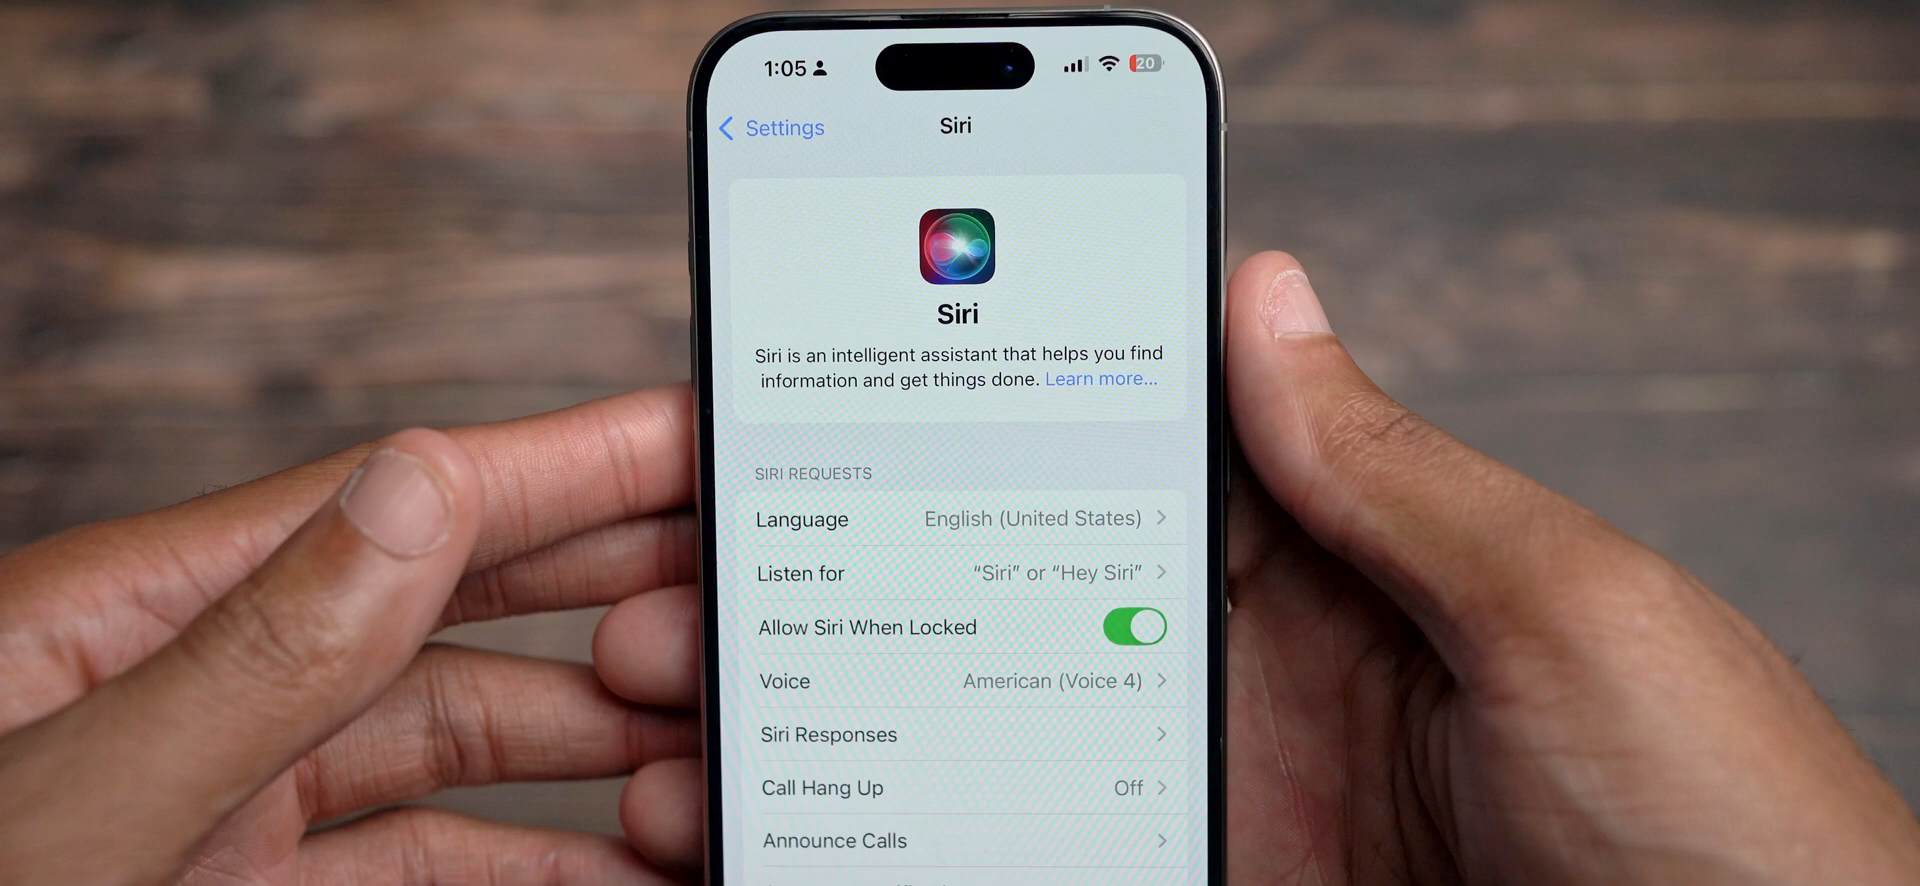 1:05
20
Settings
Siri
Siri
Siri is an intelligent assistant that helps you find
information and get things done. Learn more...
SIRI REQUESTS
Language English (United States)
Listen for “Siri” or “Hey Siri”
Allow Siri When Locked
Voice American (Voice 4)
Siri Responses
Call Hang Up Off
Announce Calls